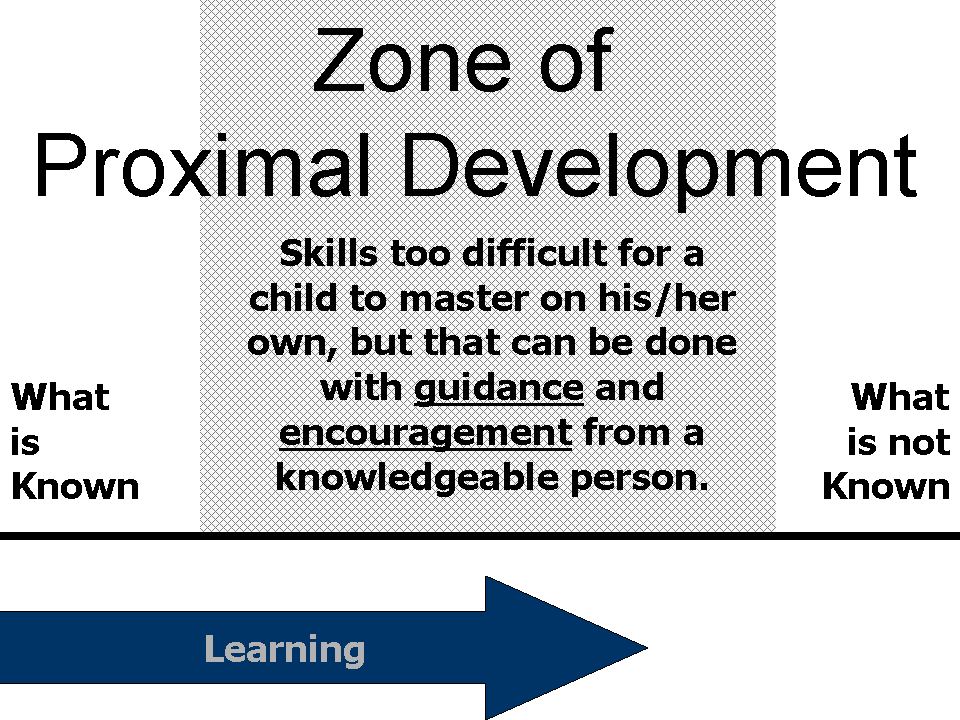 Zone of
Proximal Development
Skills too difficult for a
child to master on his/her
own, but that can be done
with guidance and
encouragement from a
knowledgeable person.
What
is
Known
What
is not
Known
Learning